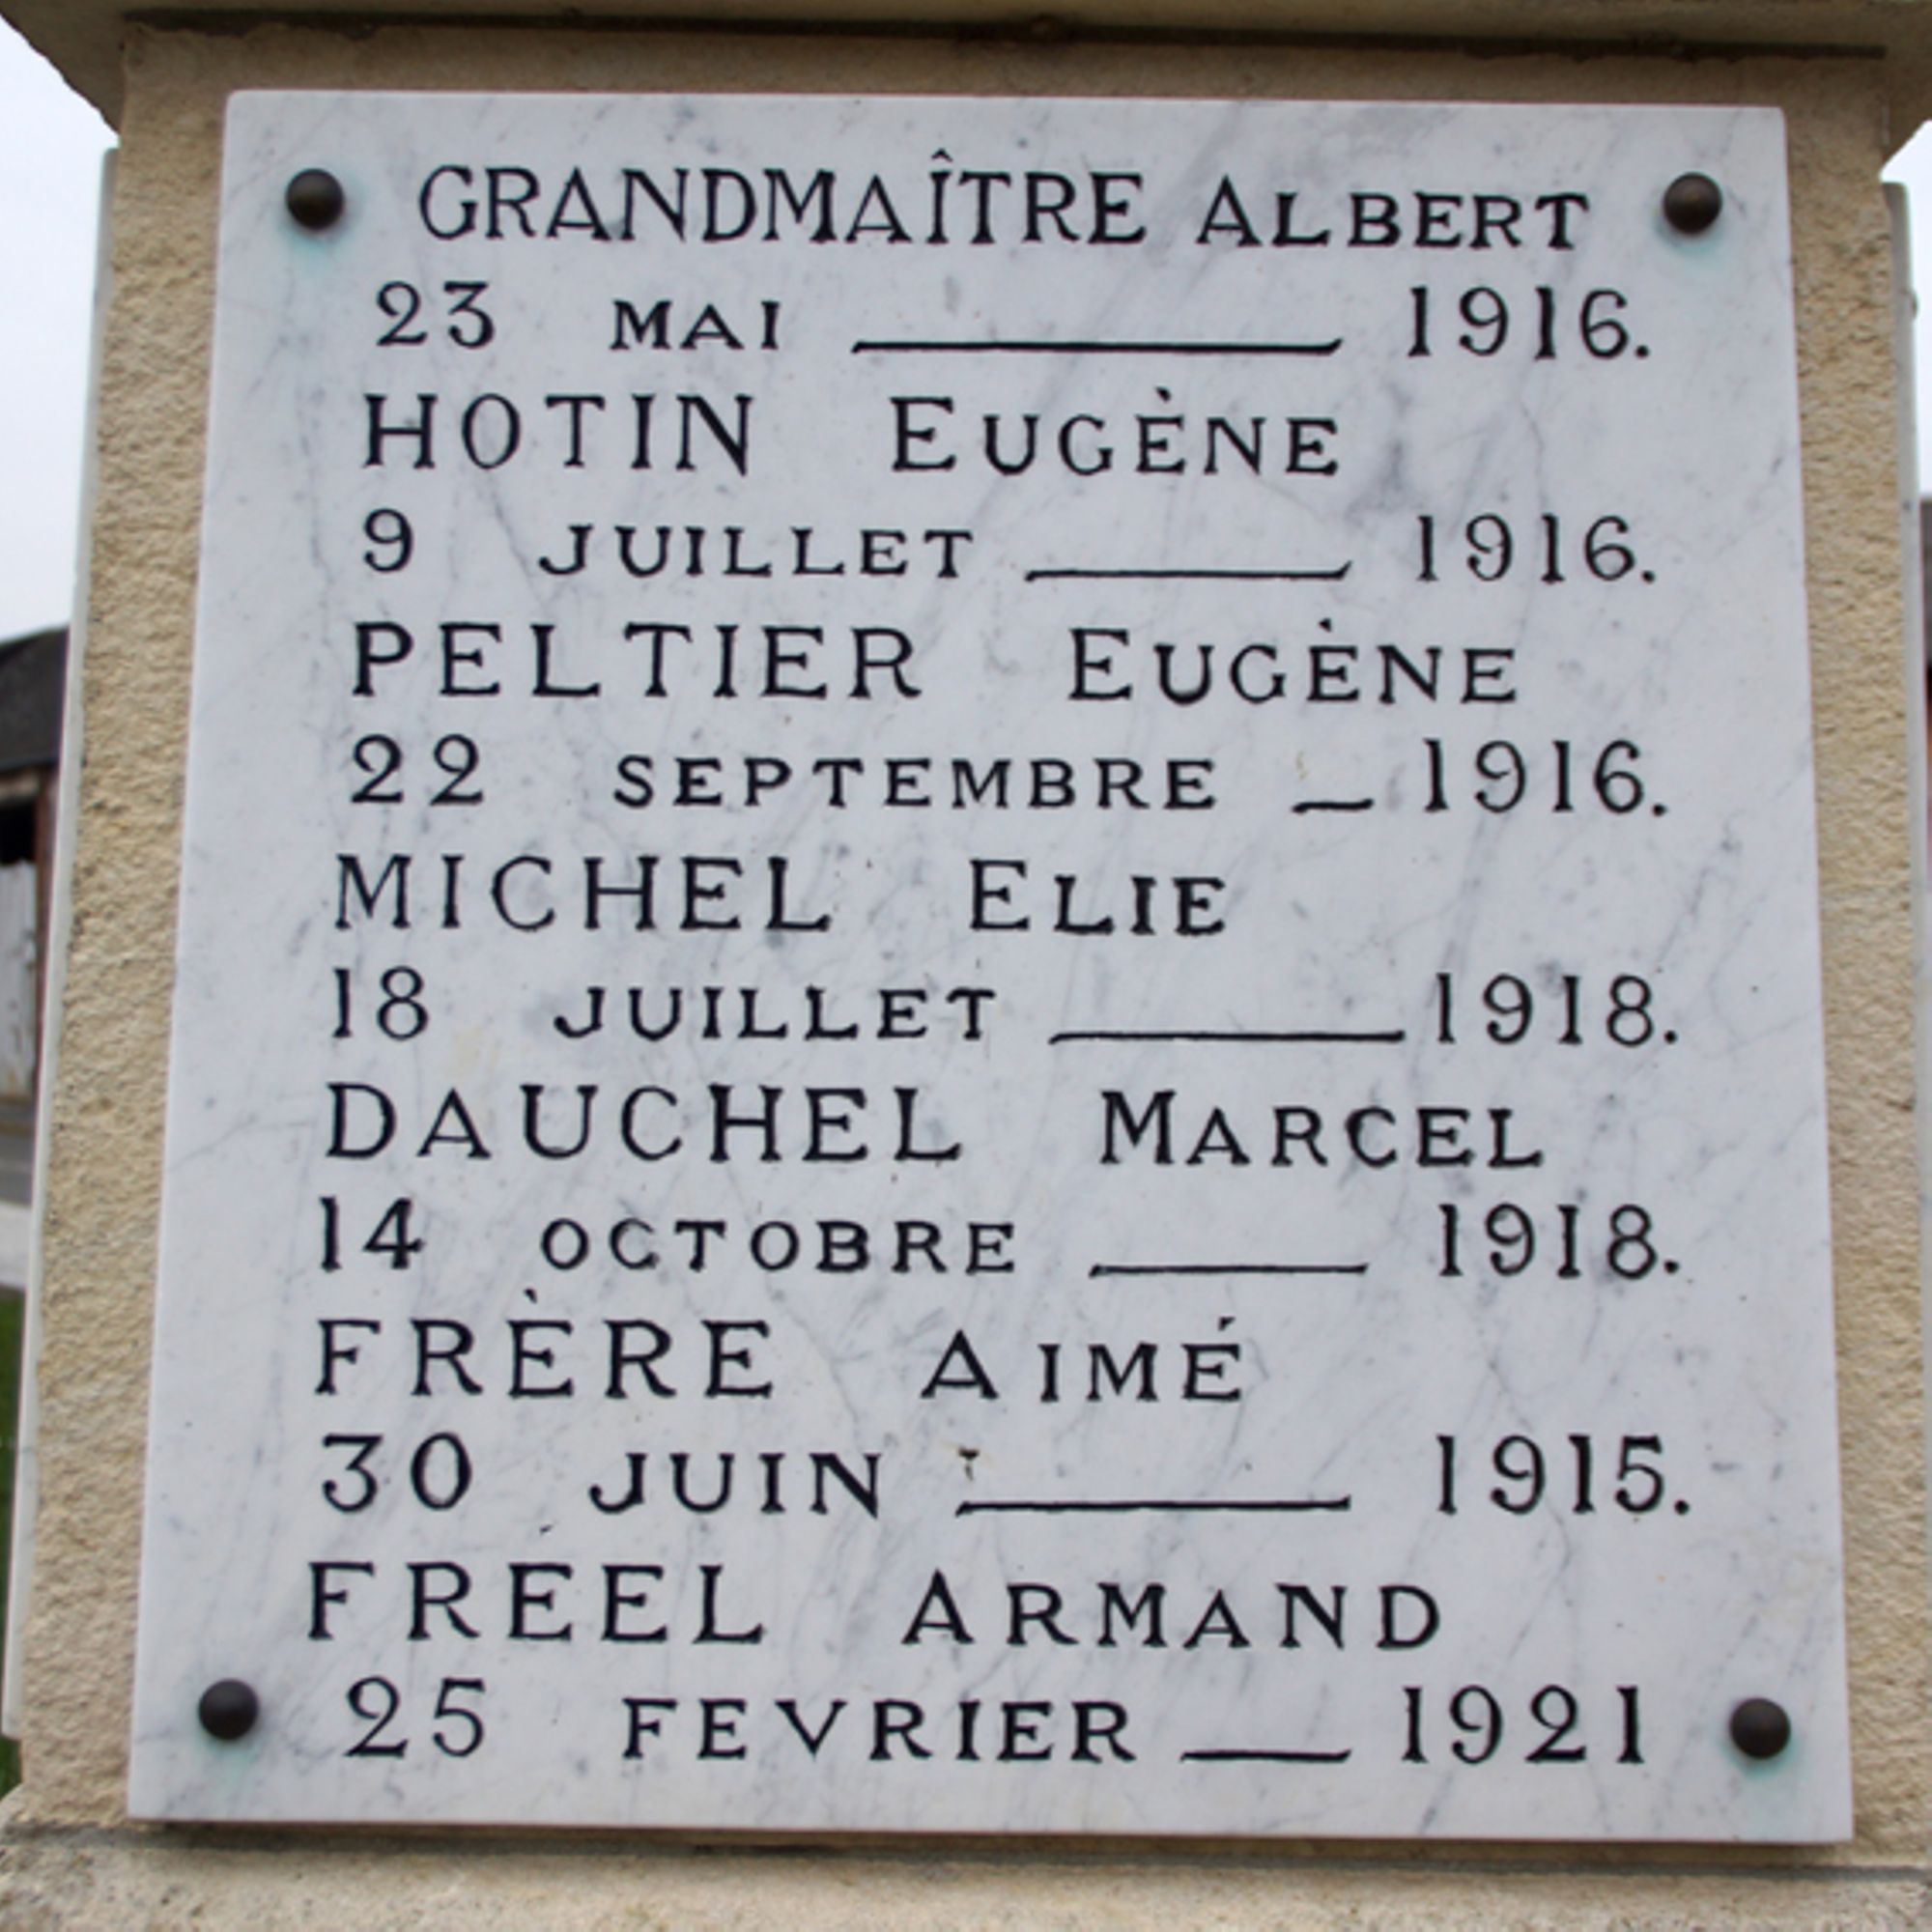 GRANDMAÎTRE ALBERT
23 MAI — 1916.
HOTIN EUGÈNE
9 JUILLET — 1916.
PELTIER EUGÈNE
22 SEPTEMBRE — 1916.
MICHEL ELIE
18 JUILLET — 1918.
DAUCHEL MARCEL
14 OCTOBRE — 1918.
FRÈRE AIMÉ
30 JUIN — 1915.
FRÉEL ARMAND
25 FEVRIER — 1921